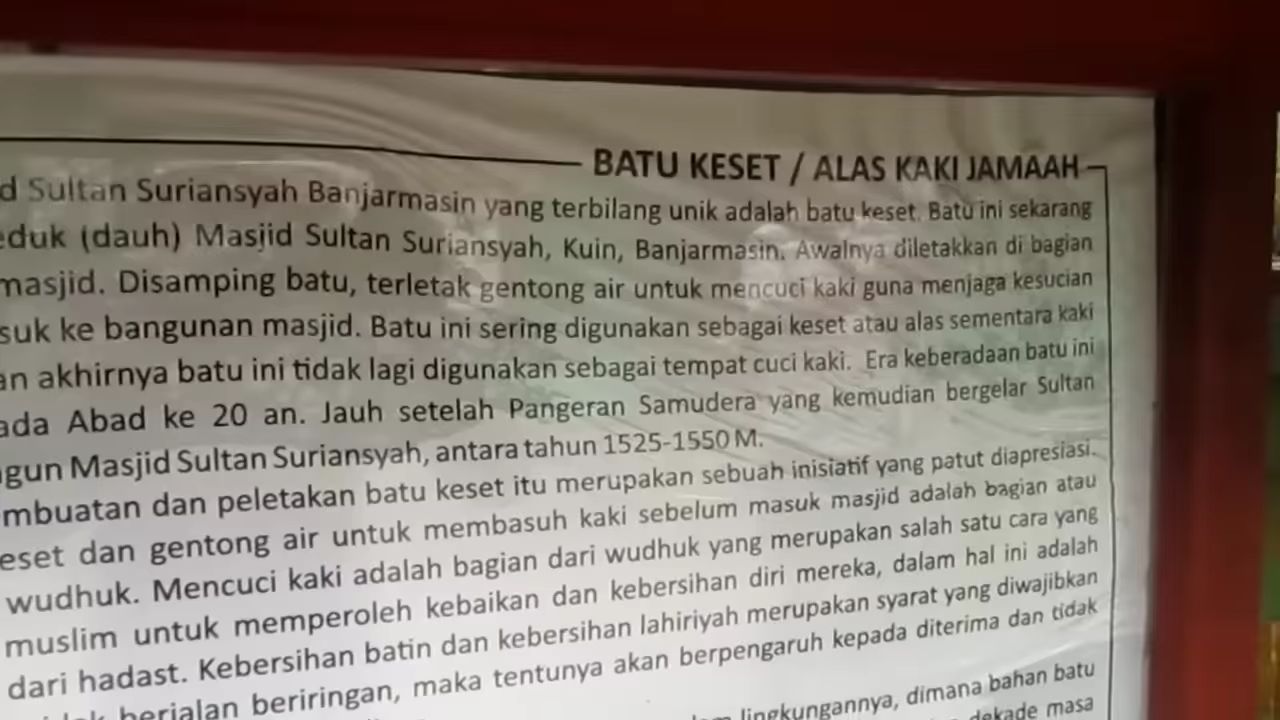 BATU KESET / ALAS KAKI JAMAAH
d Sultan Suriansyah Banjarmasin yang terbilang unik adalah batu keset. Batu ini sekarang
eduk (dauh) Masjid Sultan Suriansyah, Kuin, Banjarmasin. Awalnya diletakkan di bagian
masjid. Disamping batu, terletak gentong air untuk mencuci kaki guna menjaga kesucian
suk ke bangunan masjid. Batu ini sering digunakan sebagai keset atau alas sementara kaki
an akhirnya batu ini tidak lagi digunakan sebagai tempat cuci kaki. Era keberadaan batu ini
ada Abad ke 20 an. Jauh setelah Pangeran Samudera yang kemudian bergelar Sultan
gun Masjid Sultan Suriansyah, antara tahun 1525-1550 M.
mbuatan dan peletakan batu keset itu merupakan sebuah inisiatif yang patut diapresiasi.
eset dan gentong air untuk membasuh kaki sebelum masuk masjid adalah bagian atau
wudhuk. Mencuci kaki adalah bagian dari wudhuk yang merupakan salah satu cara yang
muslim untuk memperoleh kebaikan dan kebersihan diri mereka, dalam hal ini adalah
dari hadast. Kebersihan batin dan kebersihan lahiriyah merupakan syarat yang diwajibkan
berjalan beriringan, maka tentunya akan berpengaruh kepada diterima dan tidak
lingkungannya, dimana bahan batu
dekade masa